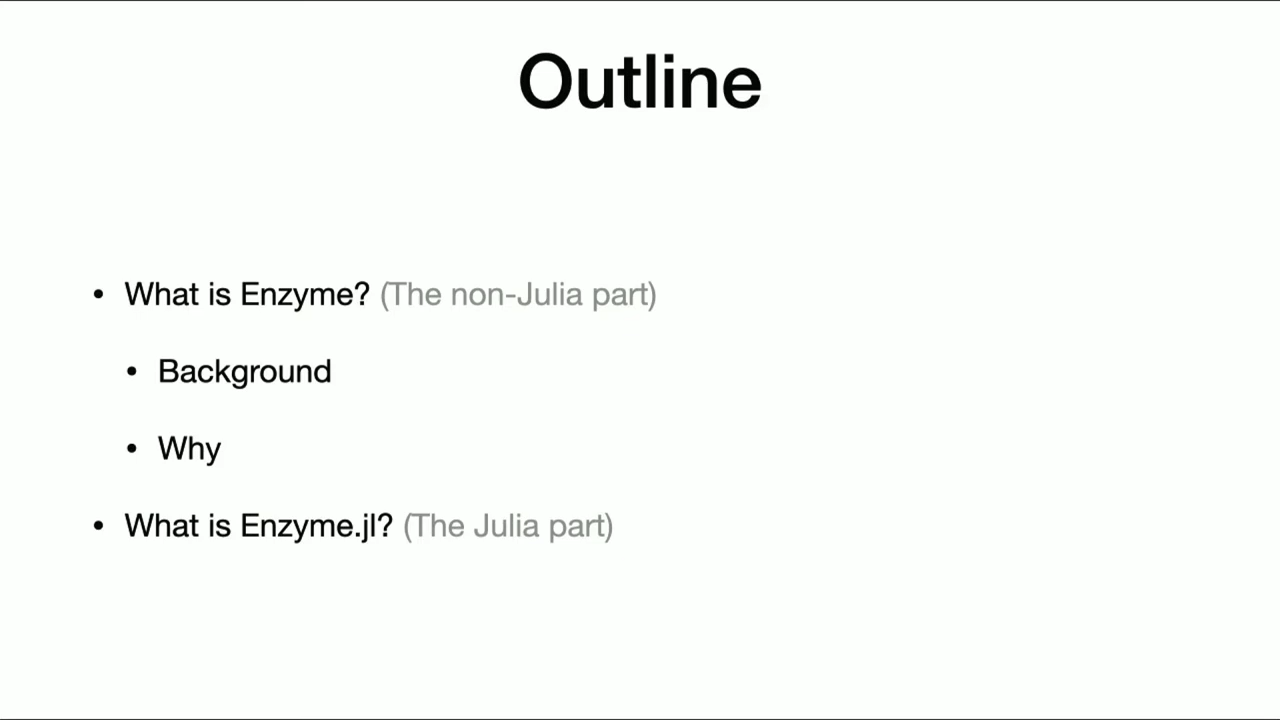 Outline
• What is Enzyme? (The non-Julia part)
• Background
• Why
• What is Enzyme.jl? (The Julia part)